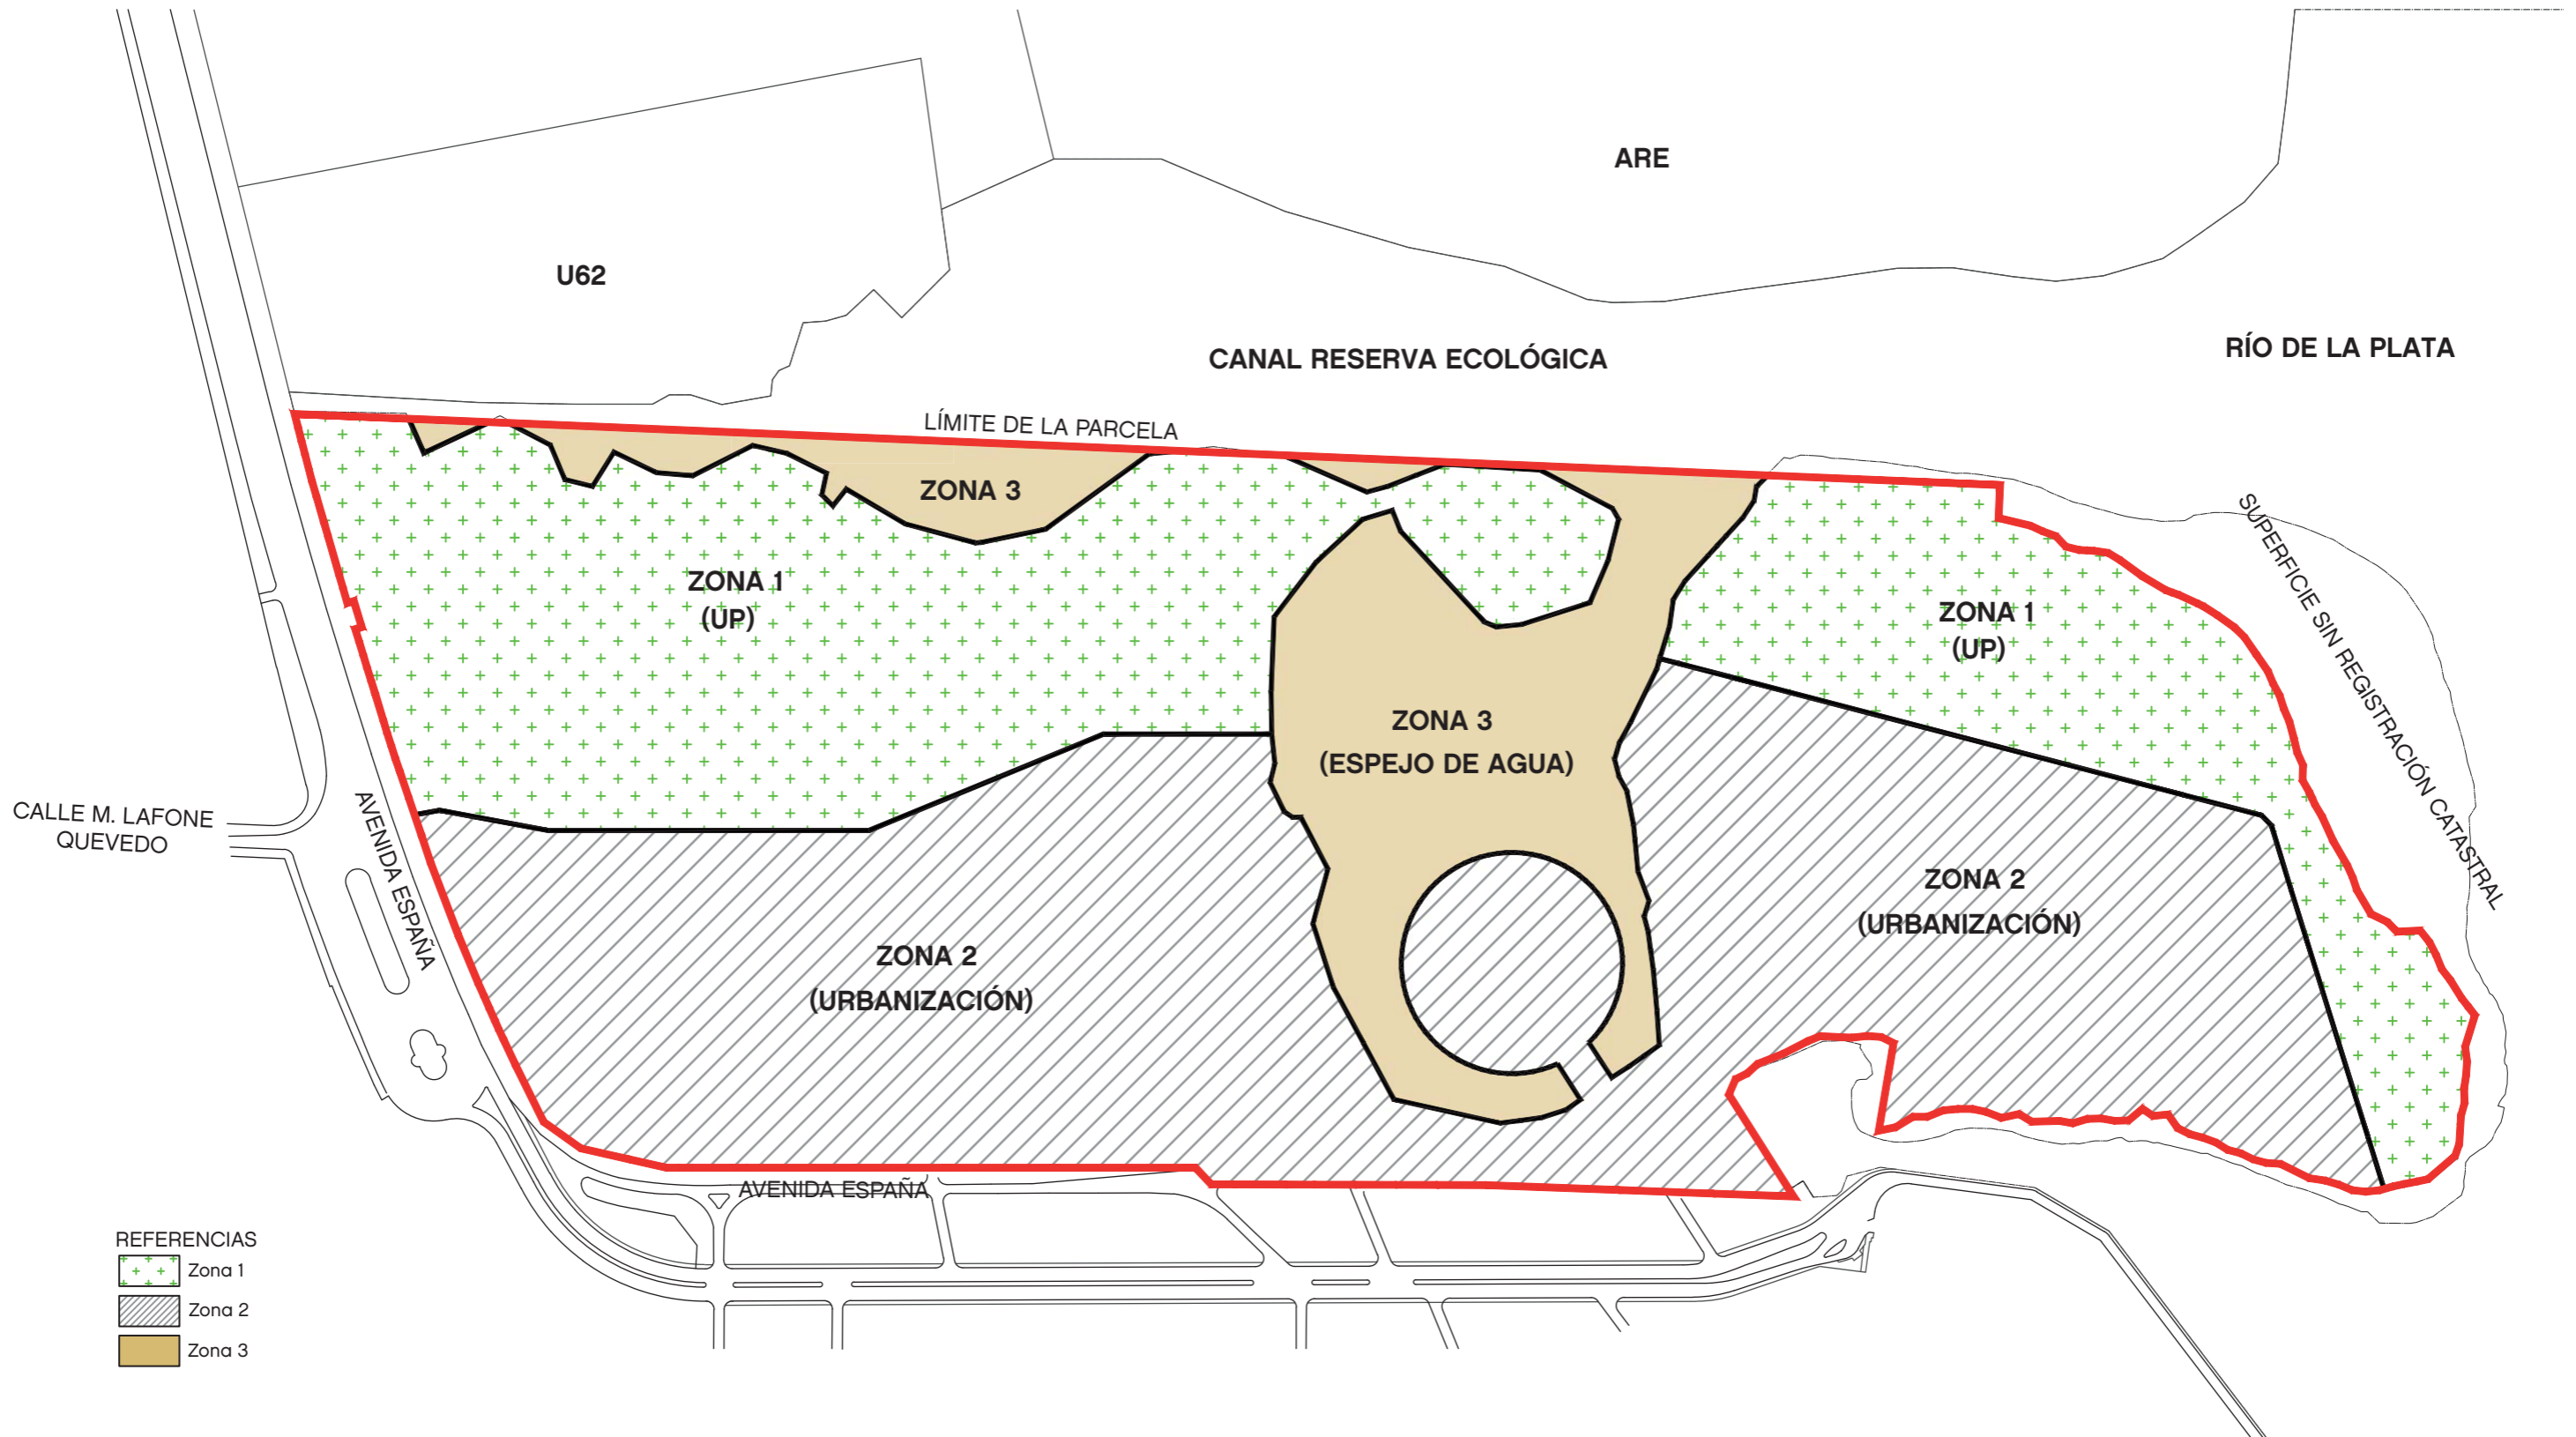 ARE
U62
CANAL RESERVA ECOLÓGICA
RÍO DE LA PLATA
LÍMITE DE LA PARCELA
ZONA 3
SUPERFICIE SIN REGISTRACIÓN CATASTRAL
ZONA 1
(UP)
ZONA 1
(UP)
ZONA 3
(ESPEJO DE AGUA)
CALLE M. LAFONE
QUEVEDO
AVENIDA ESPAÑA
ZONA 2
(URBANIZACIÓN)
ZONA 2
(URBANIZACIÓN)
AVENIDA ESPAÑA
REFERENCIAS
Zona 1
Zona 2
Zona 3